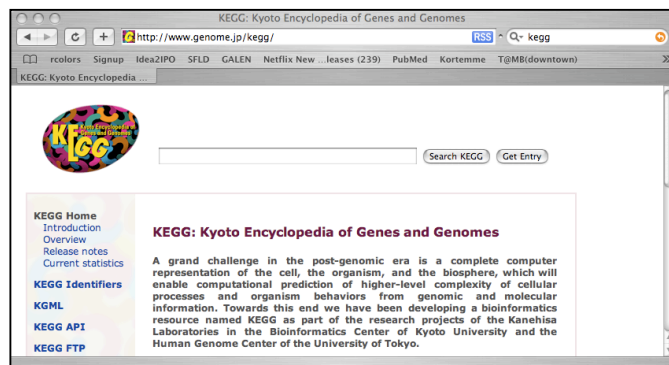 KEGG: Kyoto Encyclopedia of Genes and Genomes
http://www.genome.jp/kegg/ RSS kegg
rcolors Signup Idea2IPO SFLD GALEN Netflix New ...leases (239) PubMed Kortemme T@MB(downtown)
KEGG: Kyoto Encyclopedia ...
Kyoto Encyclopedia
of Genes and Genomes
KEGG
Search KEGG Get Entry
KEGG Home
Introduction
Overview
Release notes
Current statistics
KEGG Identifiers
KGML
KEGG API
KEGG FTP
KEGG: Kyoto Encyclopedia of Genes and Genomes
A grand challenge in the post-genomic era is a complete computer
representation of the cell, the organism, and the biosphere, which will
enable computational prediction of higher-level complexity of cellular
processes and organism behaviors from genomic and molecular
information. Towards this end we have been developing a bioinformatics
resource named KEGG as part of the research projects of the Kanehisa
Laboratories in the Bioinformatics Center of Kyoto University and the
Human Genome Center of the University of Tokyo.